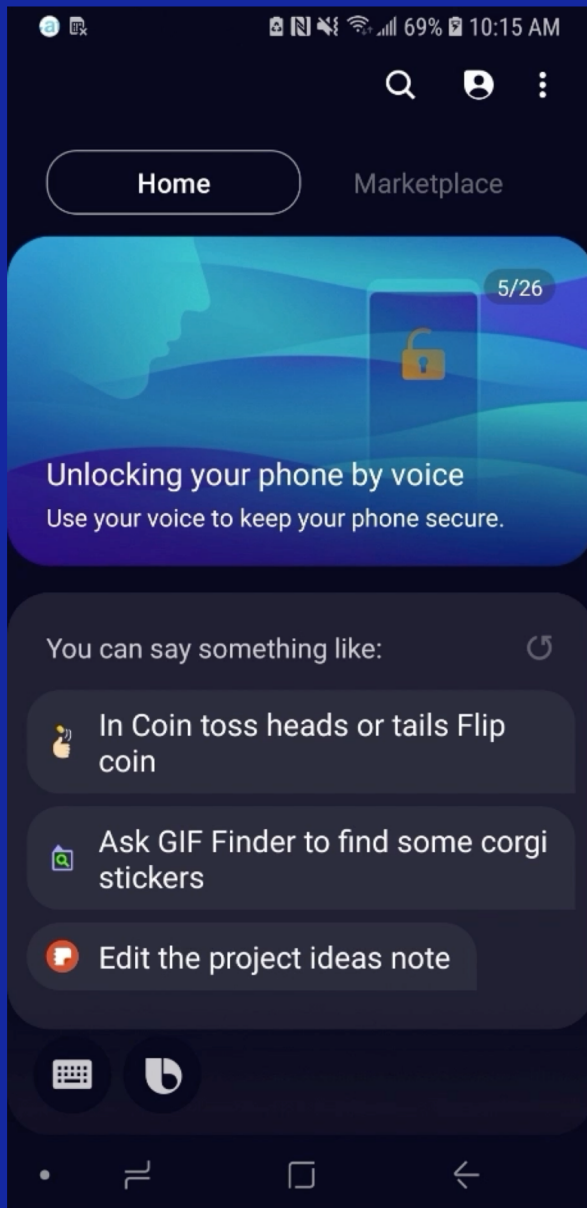 69% 10:15 AM
Home Marketplace
5/26
Unlocking your phone by voice
Use your voice to keep your phone secure.
You can say something like:
In Coin toss heads or tails Flip
coin
Ask GIF Finder to find some corgi
stickers
Edit the project ideas note